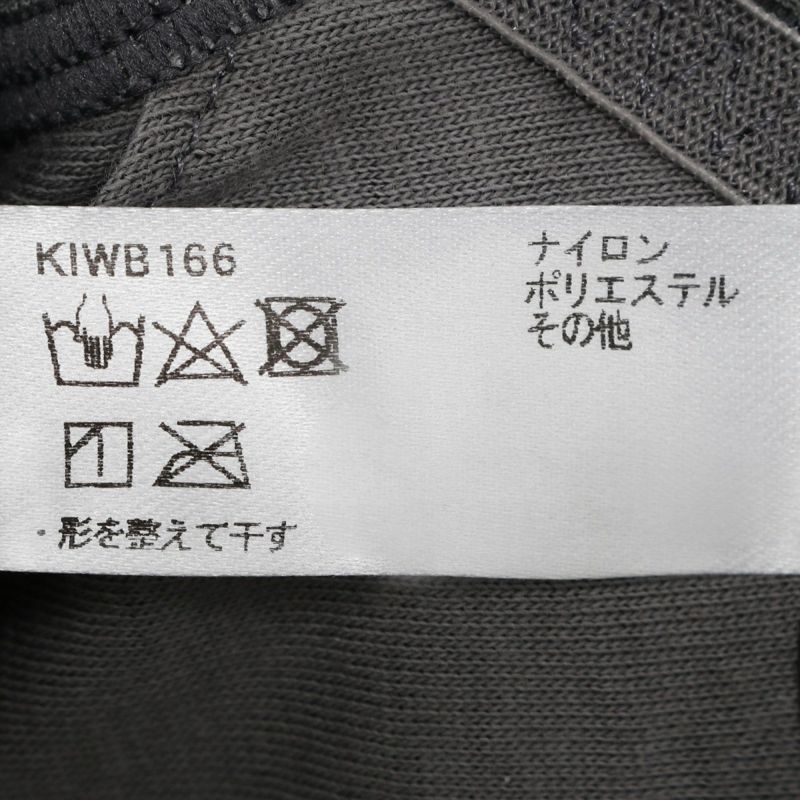 KIWB166
ナイロン
ポリエステル
その他
・形を整えて干す